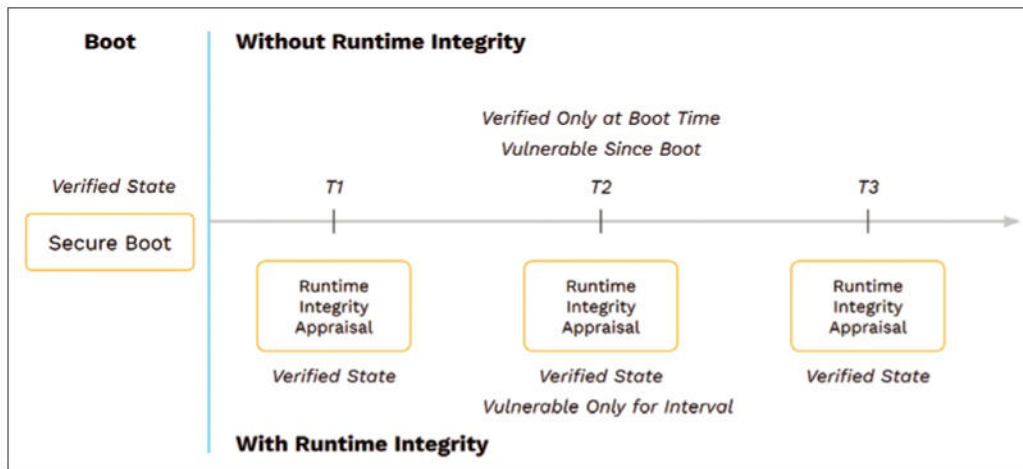 Boot
Without Runtime Integrity
Verified Only at Boot Time
Vulnerable Since Boot
Verified State
T1
T2
T3
Secure Boot
Runtime
Integrity
Appraisal
Runtime
Integrity
Appraisal
Runtime
Integrity
Appraisal
Verified State
Verified State
Verified State
Vulnerable Only for Interval
With Runtime Integrity